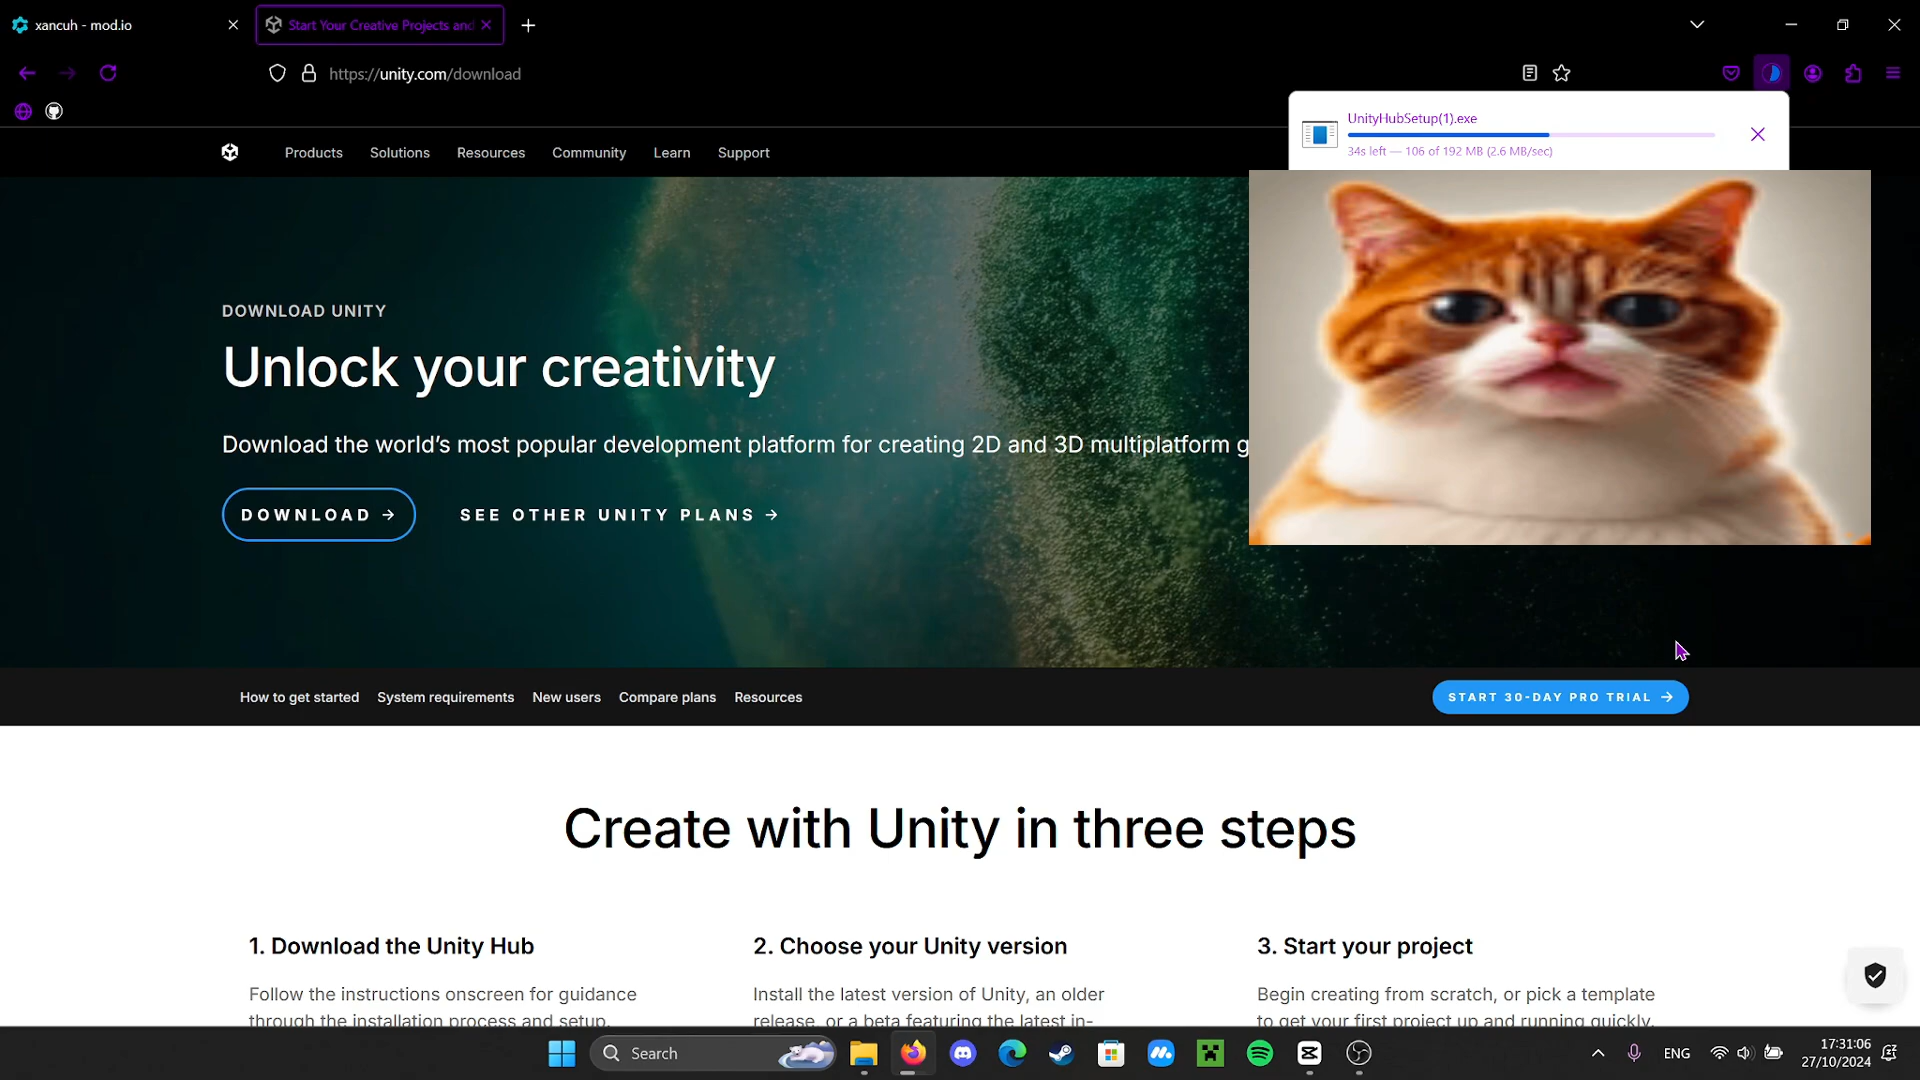 xancuh - mod.io
Start Your Creative Projects and
https://unity.com/download
UnityHubSetup(1).exe
34s left — 106 of 192 MB (2.6 MB/sec)
Products
Solutions
Resources
Community
Learn
Support
DOWNLOAD UNITY
Unlock your creativity
Download the world’s most popular development platform for creating 2D and 3D multiplatform g
DOWNLOAD →
SEE OTHER UNITY PLANS →
How to get started
System requirements
New users
Compare plans
Resources
START 30-DAY PRO TRIAL →
Create with Unity in three steps
1. Download the Unity Hub
Follow the instructions onscreen for guidance
through the installation process and setup.
2. Choose your Unity version
Install the latest version of Unity, an older
release, or a beta featuring the latest in-
3. Start your project
Begin creating from scratch, or pick a template
to get your first project up and running quickly.
Search
ENG
17:31:06
27/10/2024